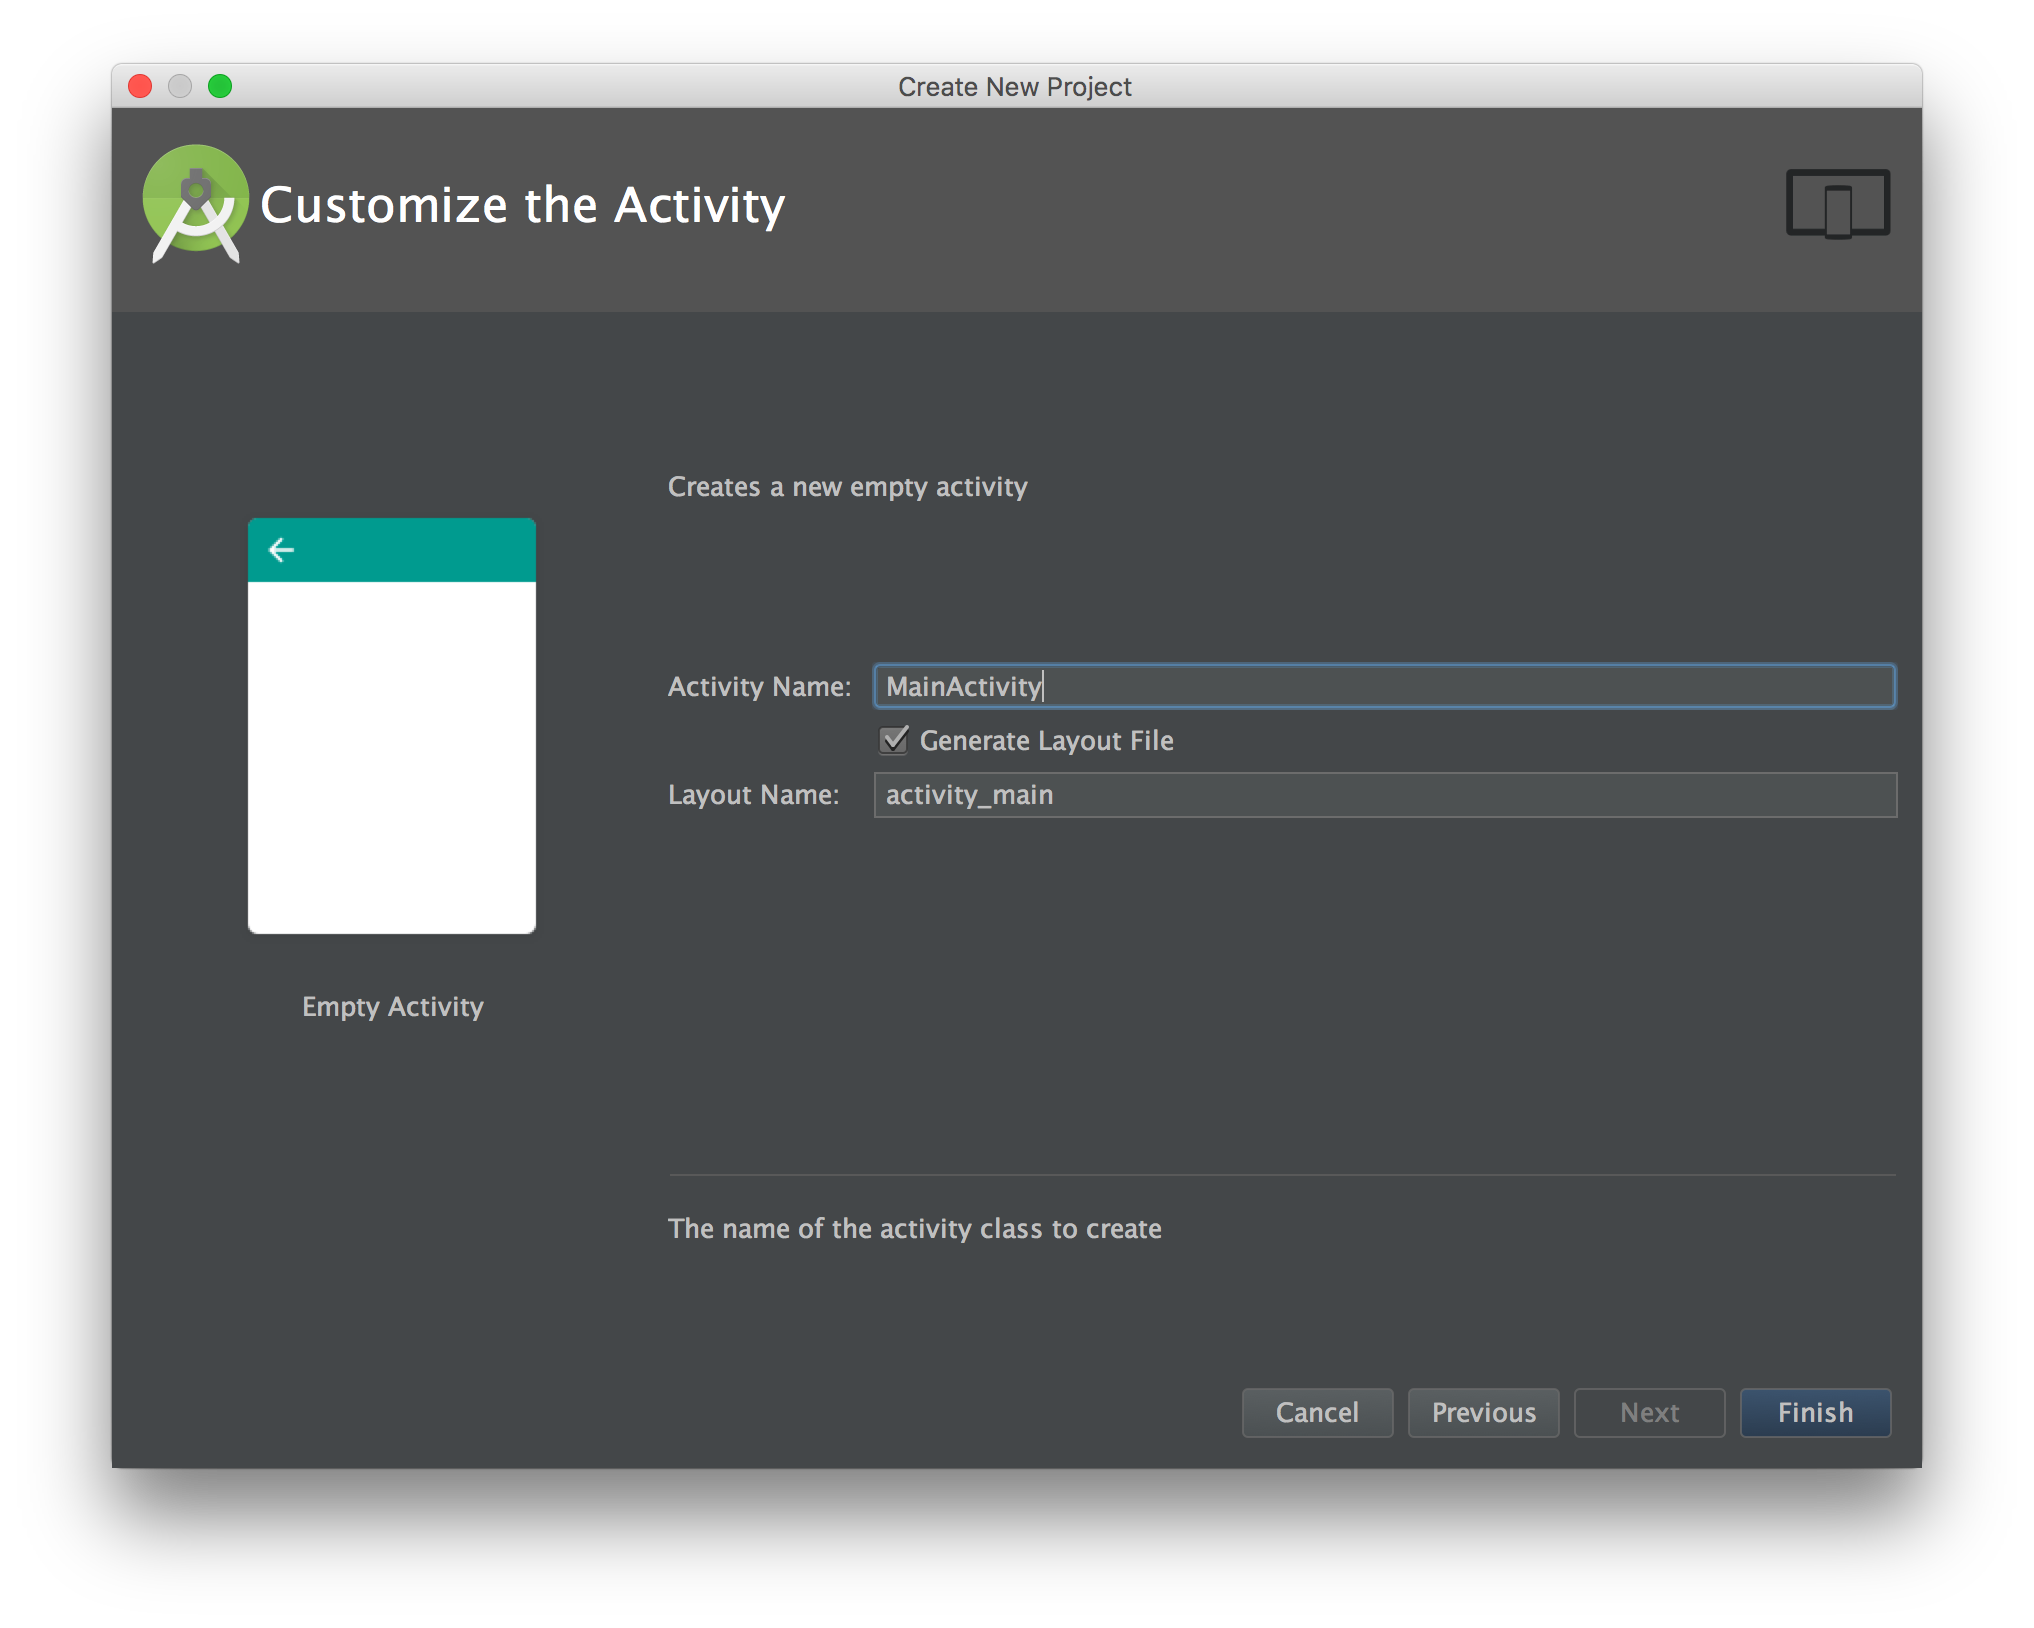 Create New Project
Customize the Activity
Creates a new empty activity
Activity Name: MainActivity
Generate Layout File
Layout Name: activity_main
Empty Activity
The name of the activity class to create
Cancel Previous Next Finish